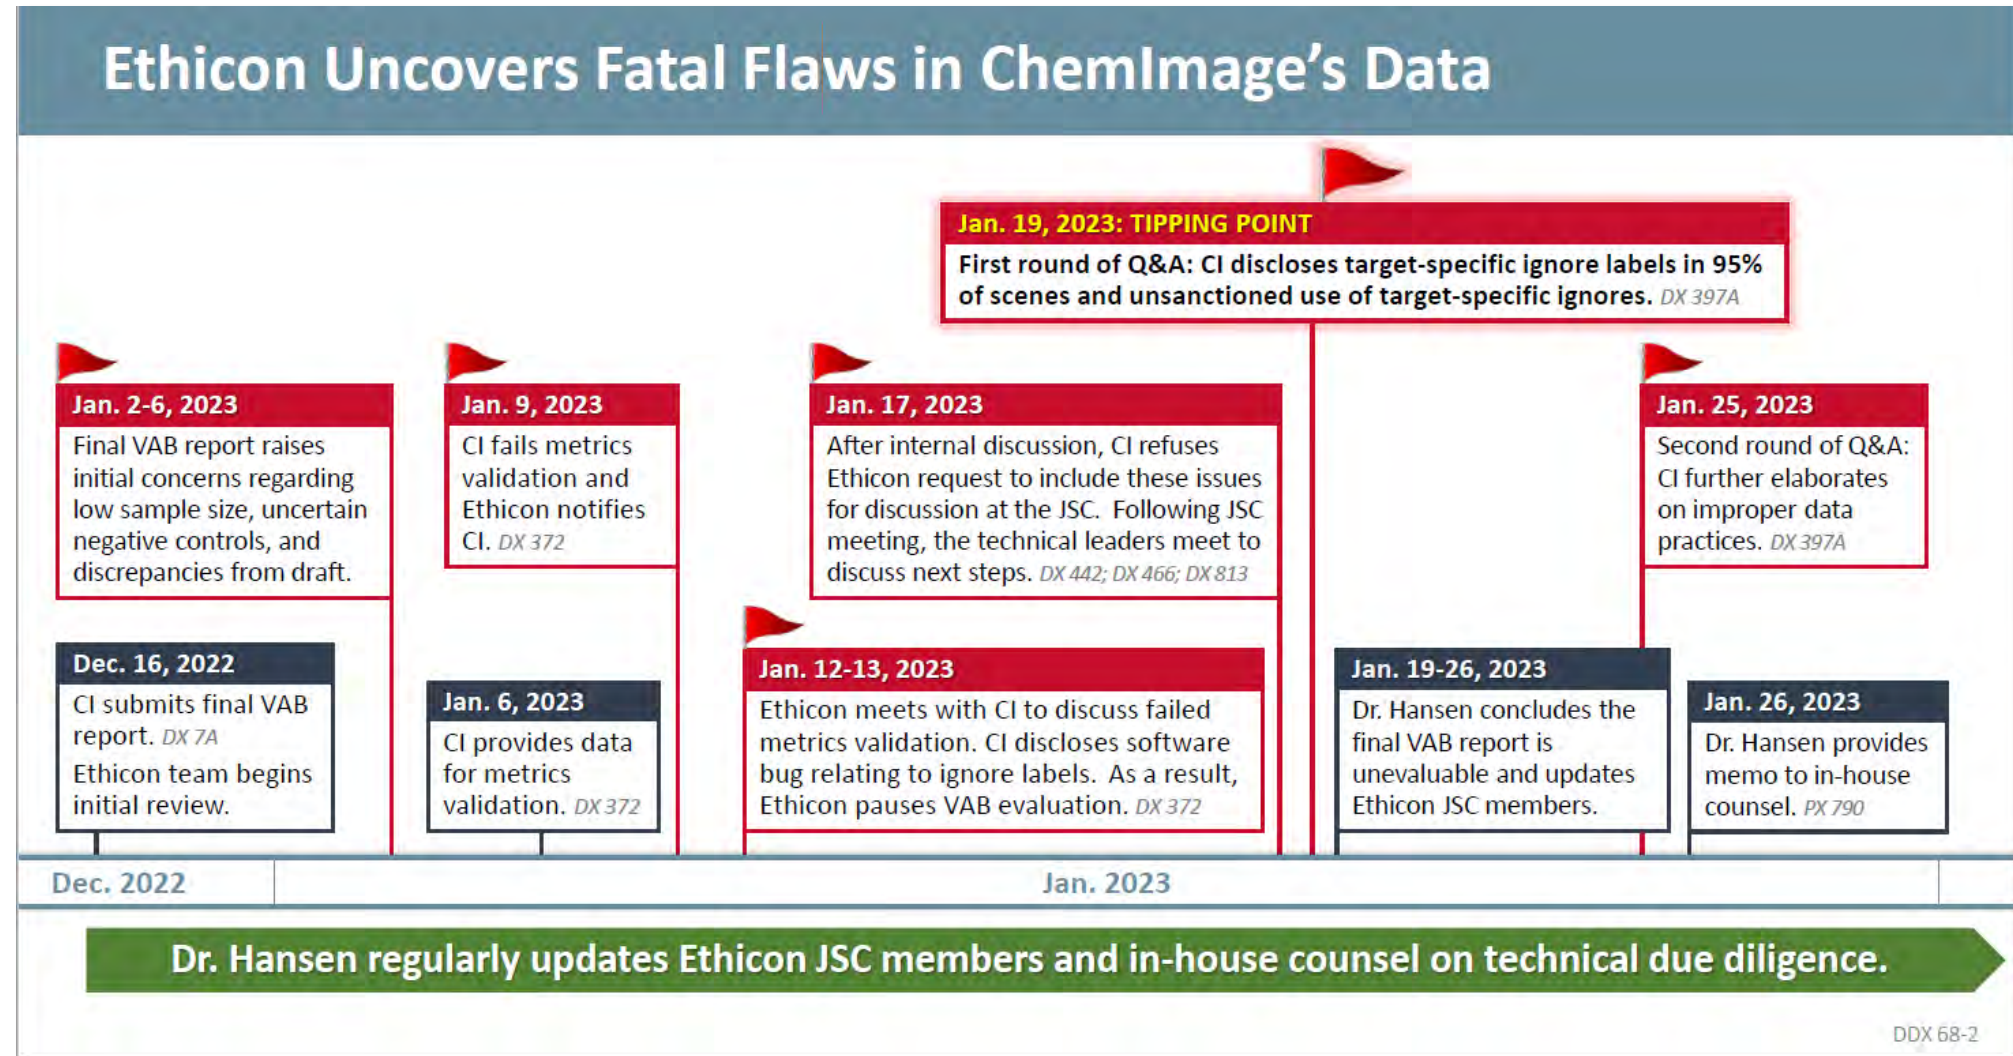 Ethicon Uncovers Fatal Flaws in ChemImage's Data
Jan. 19, 2023: TIPPING POINT
First round of Q&A: CI discloses target-specific ignore labels in 95%
of scenes and unsanctioned use of target-specific ignores. DX 397A
Jan. 2-6, 2023
Final VAB report raises
initial concerns regarding
low sample size, uncertain
negative controls, and
discrepancies from draft.
Jan. 9, 2023
CI fails metrics
validation and
Ethicon notifies
CI. DX 372
Jan. 17, 2023
After internal discussion, CI refuses
Ethicon request to include these issues
for discussion at the JSC. Following JSC
meeting, the technical leaders meet to
discuss next steps. DX 442; DX 466; DX 813
Jan. 25, 2023
Second round of Q&A:
CI further elaborates
on improper data
practices. DX 397A
Dec. 16, 2022
CI submits final VAB
report. DX 7A
Ethicon team begins
initial review.
Jan. 6, 2023
CI provides data
for metrics
validation. DX 372
Jan. 12-13, 2023
Ethicon meets with CI to discuss failed
metrics validation. CI discloses software
bug relating to ignore labels. As a result,
Ethicon pauses VAB evaluation. DX 372
Jan. 19-26, 2023
Dr. Hansen concludes the
final VAB report is
unevaluable and updates
Ethicon JSC members.
Jan. 26, 2023
Dr. Hansen provides
memo to in-house
counsel. PX 790
Dec. 2022
Jan. 2023
Dr. Hansen regularly updates Ethicon JSC members and in-house counsel on technical due diligence.
DDX 68-2